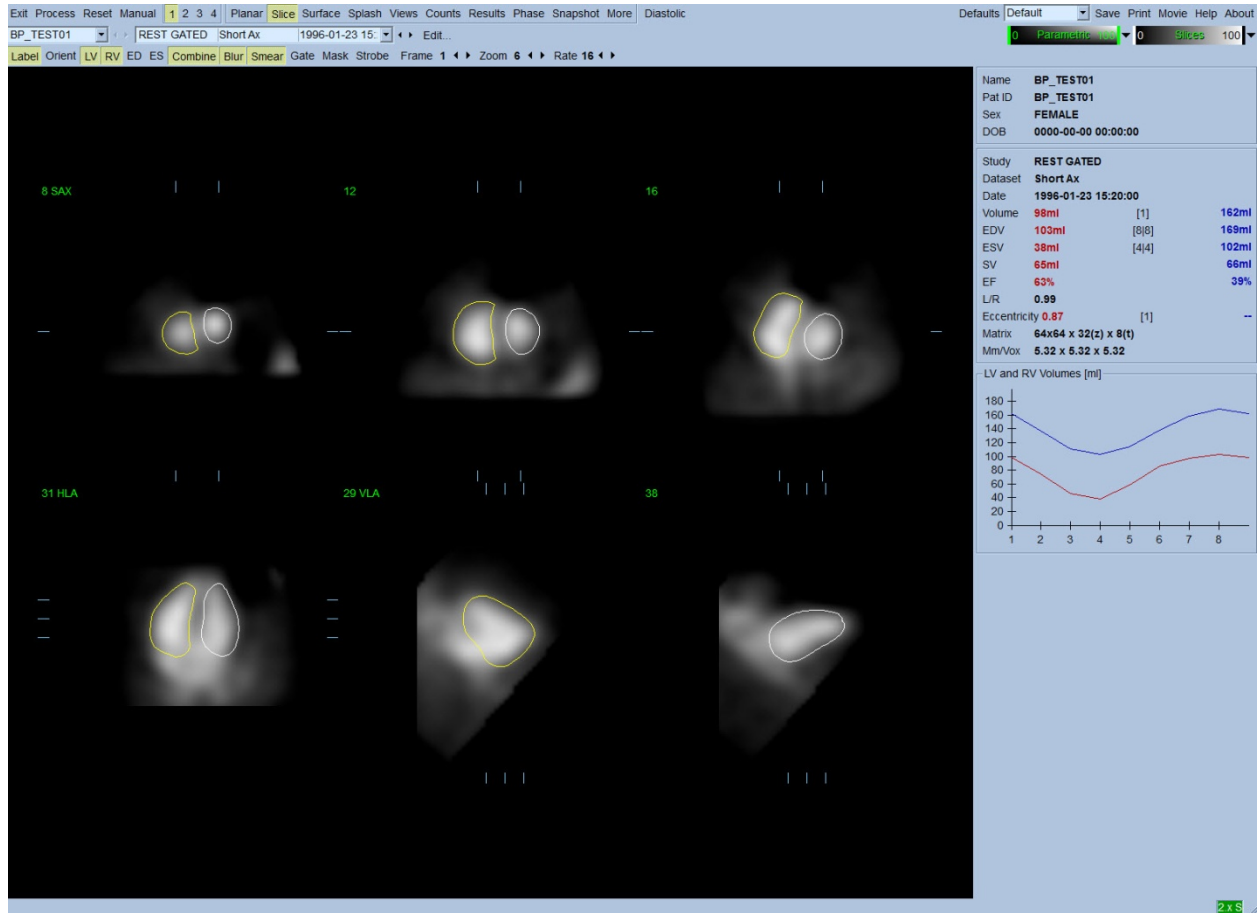 Exit Process Reset Manual 1 2 3 4 Planar Slice Surface Splash Views Counts Results Phase Snapshot More Diastolic Defaults Default Save Print Movie Help About
BP_TEST01 REST GATED Short Ax 1996-01-23 15: Edit... 0 Parametric 100 0 Slices 100
Label Orient LV RV ED ES Combine Blur Smear Gate Mask Strobe Frame 1 Zoom 6 Rate 16
Name BP_TEST01
Pat ID BP_TEST01
Sex FEMALE
DOB 0000-00-00 00:00:00
Study REST GATED
Dataset Short Ax
Date 1996-01-23 15:20:00
Volume 98ml [1] 162ml
EDV 103ml [8|8] 169ml
ESV 38ml [4|4] 102ml
SV 65ml 66ml
EF 63% 39%
L/R 0.99
Eccentricity 0.87 [1] --
Matrix 64x64 x 32(z) x 8(t)
Mm/Vox 5.32 x 5.32 x 5.32
LV and RV Volumes [ml]
180
160
140
120
100
80
60
40
20
0
1 2 3 4 5 6 7 8
8 SAX 12 16
31 HLA 29 VLA 38
2 x S